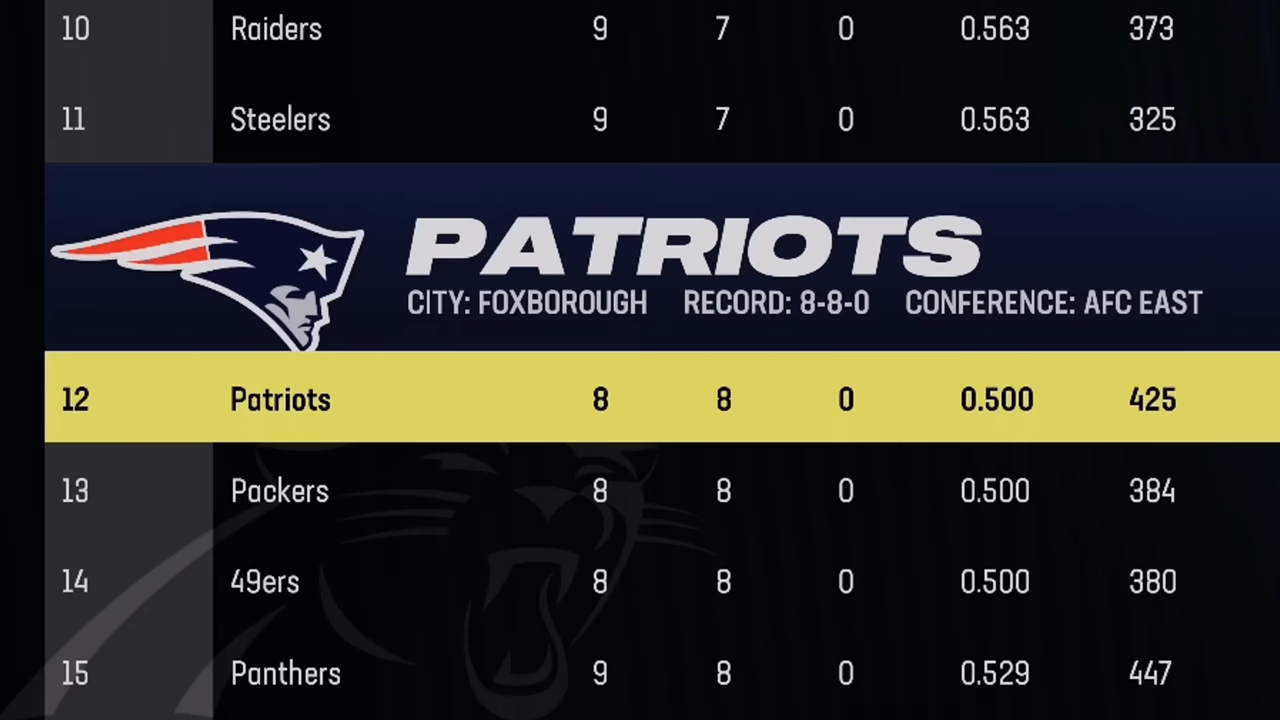 10 Raiders 9 7 0 0.563 373
11 Steelers 9 7 0 0.563 325
PATRIOTS
CITY: FOXBOROUGH RECORD: 8-8-0 CONFERENCE: AFC EAST
12 Patriots 8 8 0 0.500 425
13 Packers 8 8 0 0.500 384
14 49ers 8 8 0 0.500 380
15 Panthers 9 8 0 0.529 447